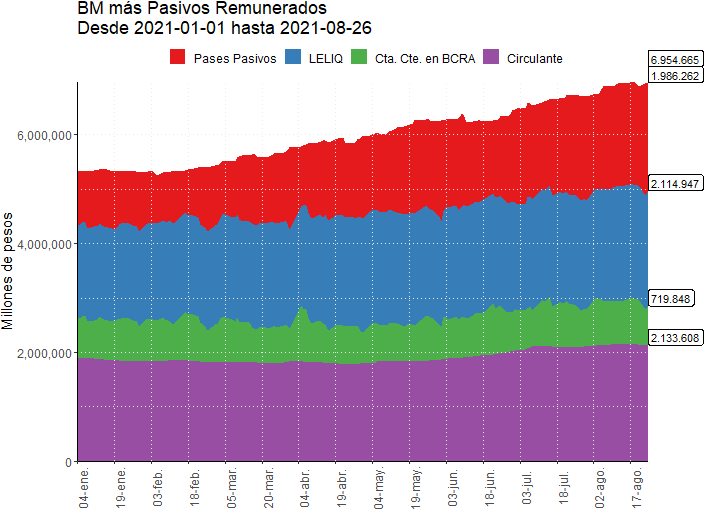 BM más Pasivos Remunerados
Desde 2021-01-01 hasta 2021-08-26
Pases Pasivos LELIQ Cta. Cte. en BCRA Circulante
6.954.665
1.986.262
2.114.947
719.848
2.133.608
Millones de pesos
6,000,000
4,000,000
2,000,000
0
04-ene. 19-ene. 03-feb. 18-feb. 05-mar. 20-mar. 04-abr. 19-abr. 04-may. 19-may. 03-jun. 18-jun. 03-jul. 18-jul. 02-ago. 17-ago.